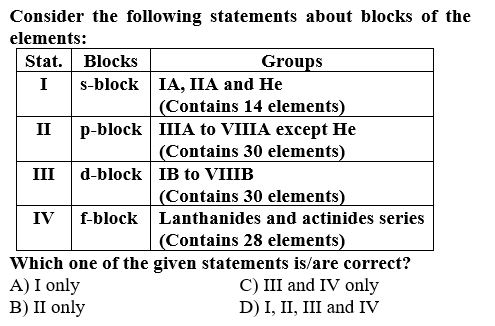 Consider the following statements about blocks of the
elements:
Stat. Blocks Groups
I s-block IA, IIA and He
(Contains 14 elements)
II p-block IIIA to VIIIA except He
(Contains 30 elements)
III d-block IB to VIIIB
(Contains 30 elements)
IV f-block Lanthanides and actinides series
(Contains 28 elements)
Which one of the given statements is/are correct?
A) I only C) III and IV only
B) II only D) I, II, III and IV